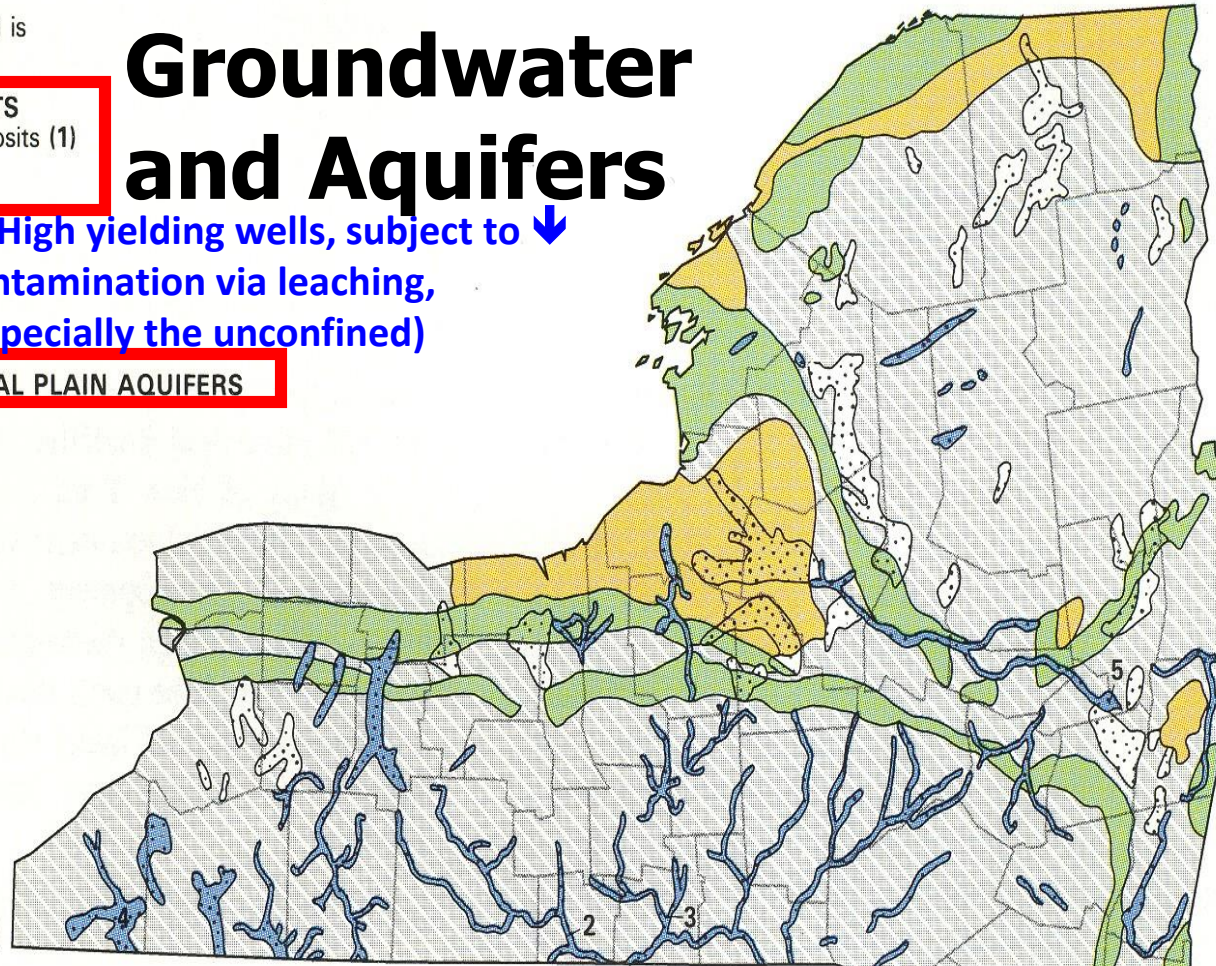 is
Groundwater
TS
osits (1)
and Aquifers
High yielding wells, subject to 🡻
ntamination via leaching,
pecially the unconfined)
AL PLAIN AQUIFERS
5
4
2
3